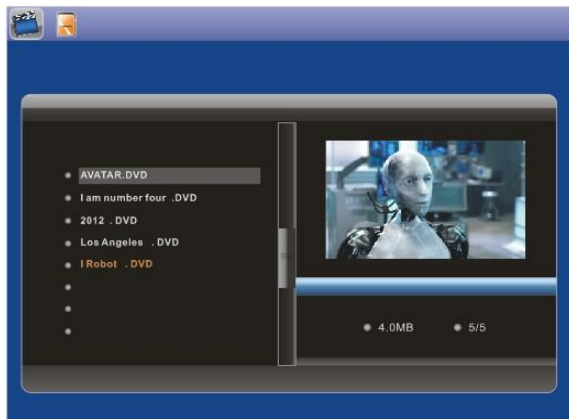 AVATAR.DVD
I am number four .DVD
2012 . DVD
Los Angeles . DVD
I Robot . DVD
4.0MB 5/5